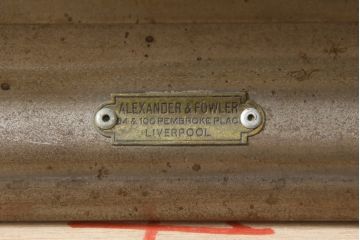 ALEXANDER & FOWLER
& 106 PEMBROKE PLAC
LIVERPOOL